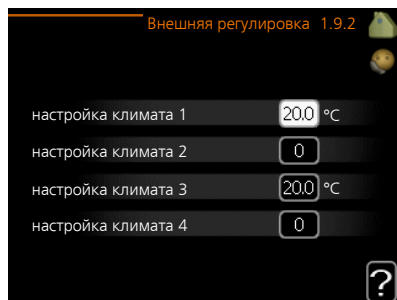 Внешняя регулировка 1.9.2
настройка климата 1 20.0 °C
настройка климата 2 0
настройка климата 3 20.0 °C
настройка климата 4 0
?